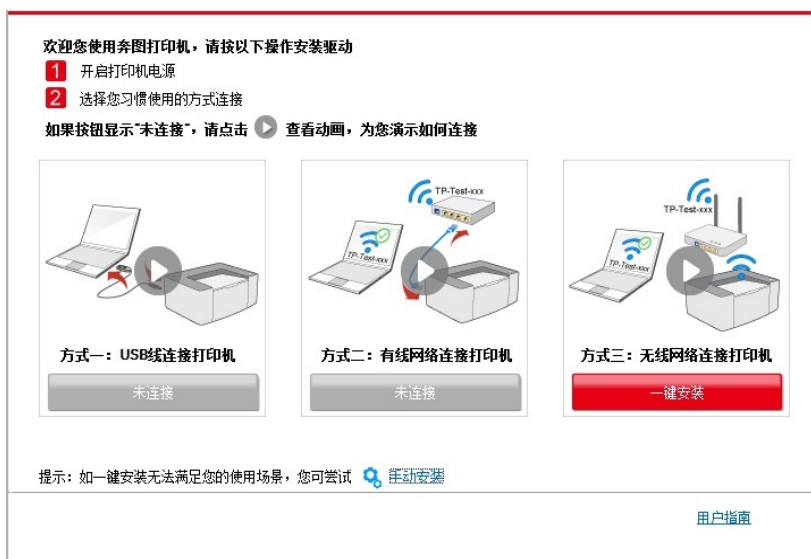 欢迎您使用奔图打印机，请按以下操作安装驱动
1 开启打印机电源
2 选择您习惯使用的方式连接
如果按钮显示"未连接"，请点击 查看动画，为您演示如何连接
TP-Test-xxx
TP-Test-xxx
TP-Test-xxx
TP-Test-xxx
方式一：USB线连接打印机
方式二：有线网络连接打印机
方式三：无线网络连接打印机
未连接
未连接
一键安装
提示：如一键安装无法满足您的使用场景，您可尝试 手动安装
用户指南